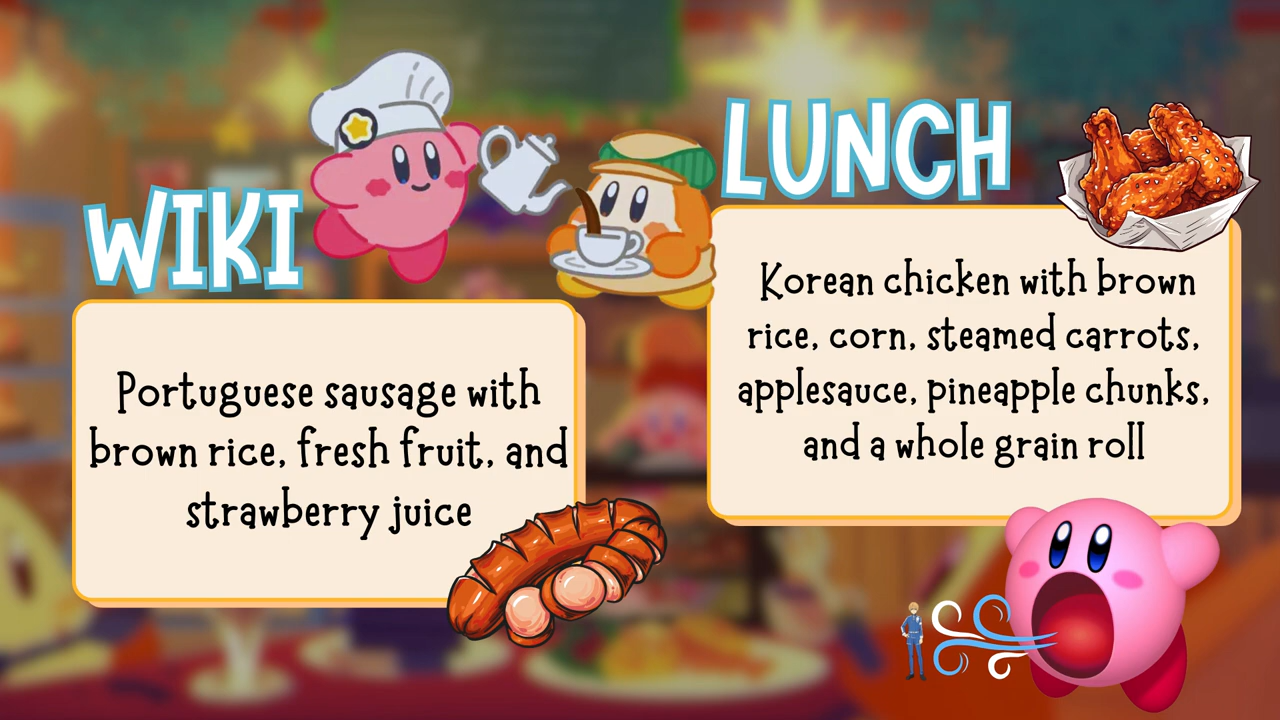 WIKI
Portuguese sausage with
brown rice, fresh fruit, and
strawberry juice
LUNCH
Korean chicken with brown
rice, corn, steamed carrots,
applesauce, pineapple chunks,
and a whole grain roll